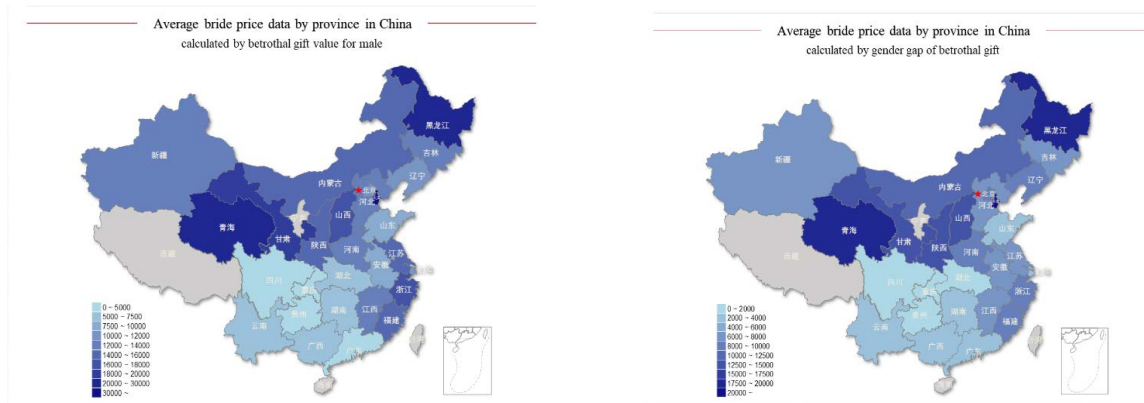 Average bride price data by province in China
calculated by betrothal gift value for male
黑龙江
吉林
新疆
辽宁
内蒙古
北京
河北
山西
青海
山东
甘肃
陕西
河南
江苏
西藏
安徽
四川
湖北
重庆
浙江
贵州
湖南
江西
云南
福建
广西
广东
0 ~ 5000
5000 ~ 7500
7500 ~ 10000
10000 ~ 12000
12000 ~ 14000
14000 ~ 16000
16000 ~ 18000
18000 ~ 20000
20000 ~ 30000
30000 ~
Average bride price data by province in China
calculated by gender gap of betrothal gift
黑龙江
吉林
新疆
辽宁
内蒙古
北京
河北
山西
青海
山东
甘肃
陕西
河南
江苏
西藏
安徽
四川
湖北
重庆
浙江
贵州
湖南
江西
云南
福建
广西
广东
0 ~ 2000
2000 ~ 4000
4000 ~ 6000
6000 ~ 8000
8000 ~ 10000
10000 ~ 12500
12500 ~ 15000
15000 ~ 17500
17500 ~ 20000
20000 ~